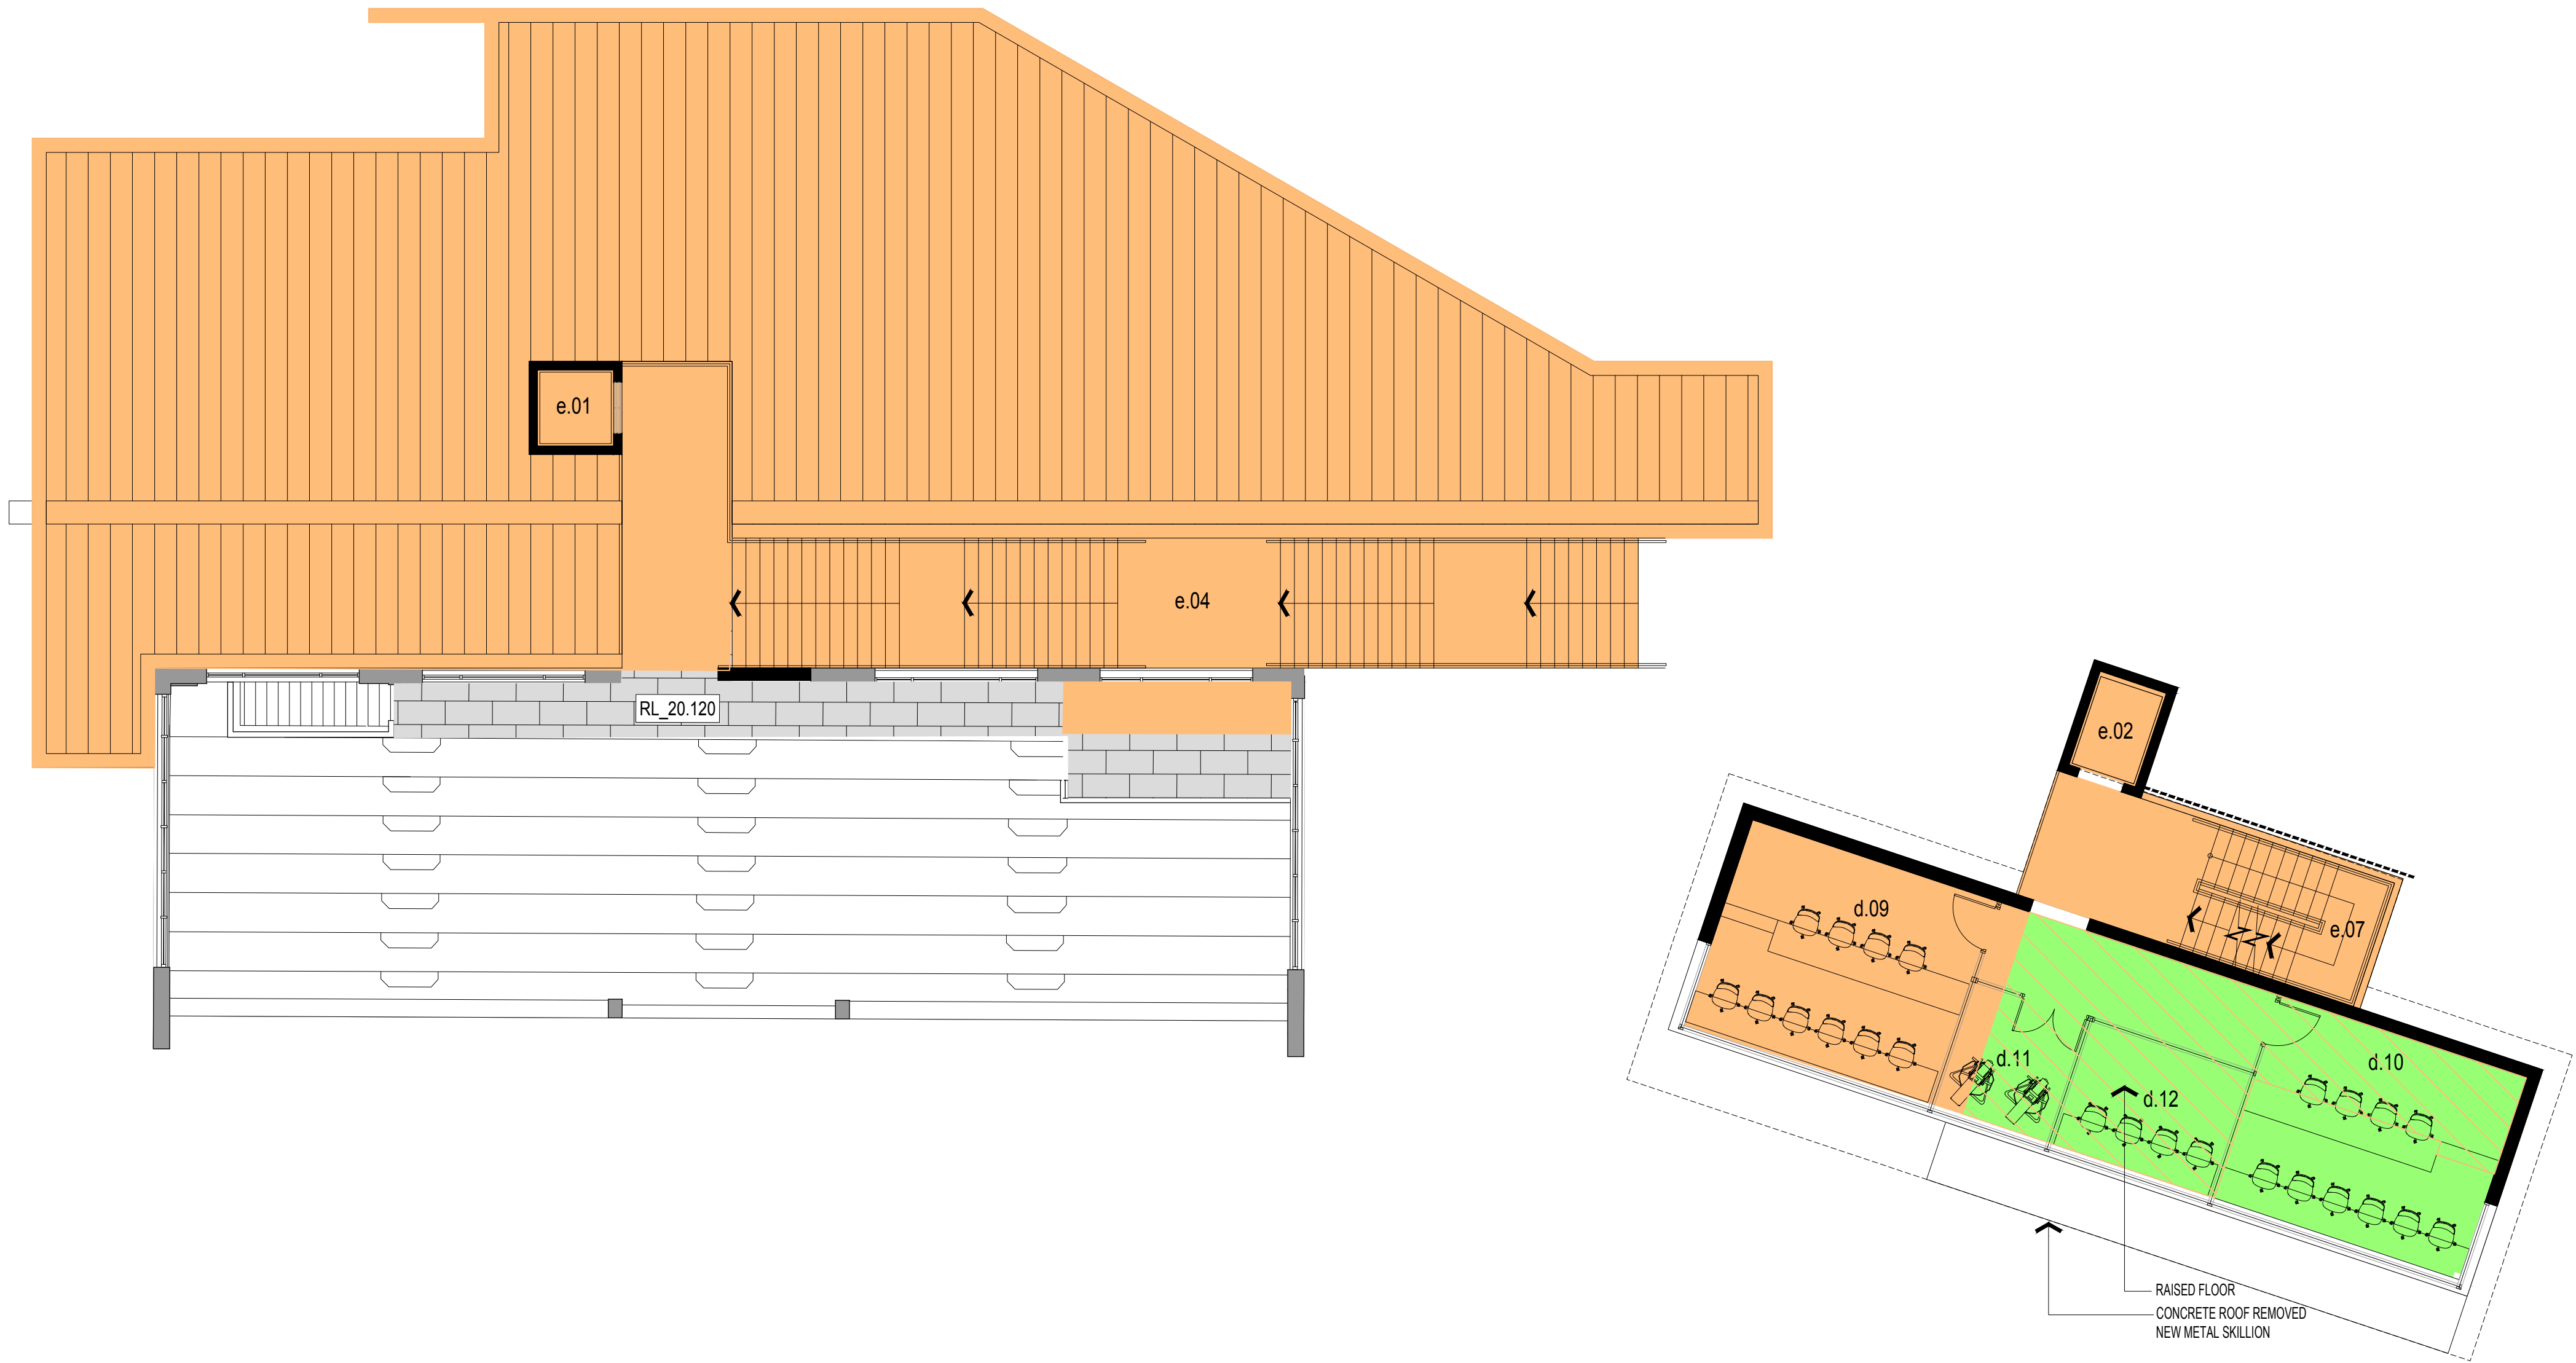 e.01
e.04
RL_20.120
e.02
d.09
e.07
d.11
d.10
d.12
RAISED FLOOR
CONCRETE ROOF REMOVED
NEW METAL SKILLION